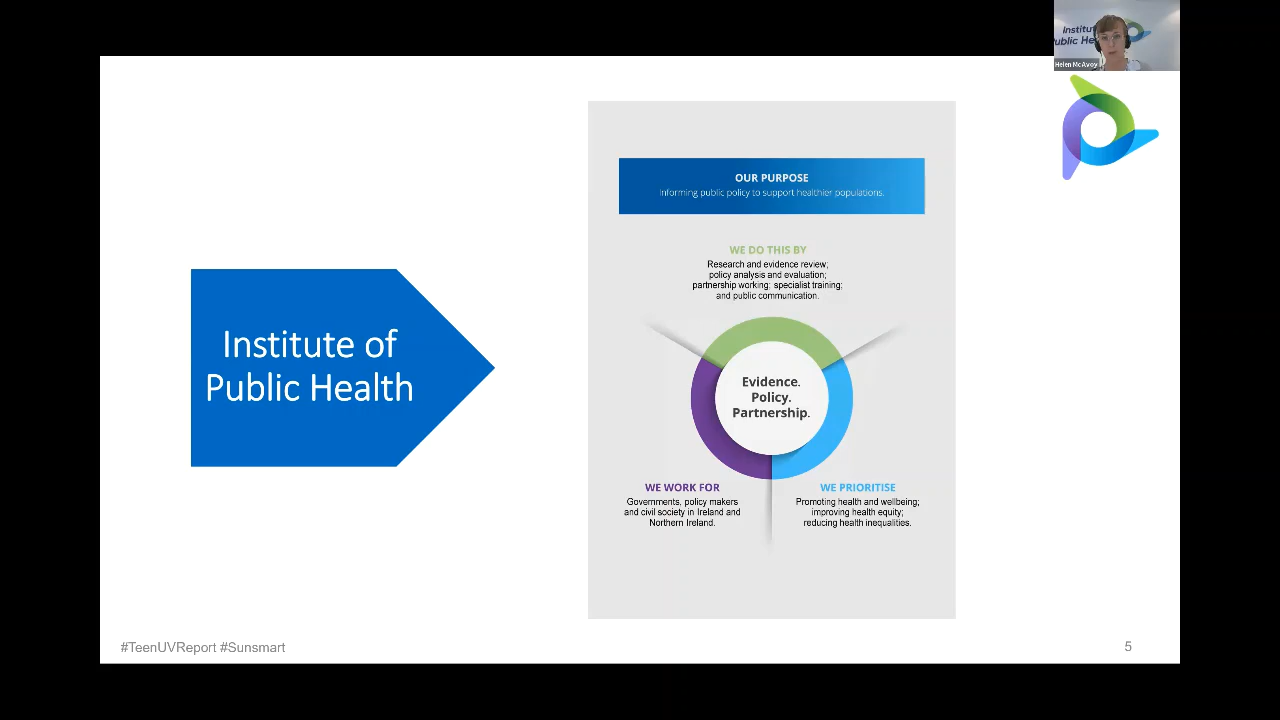 Institute of
Public Health
OUR PURPOSE
Informing public policy to support healthier populations.
WE DO THIS BY
Research and evidence review;
policy analysis and evaluation;
partnership working; specialist training;
and public communication.
Evidence.
Policy.
Partnership.
WE WORK FOR
Governments, policy makers
and civil society in Ireland and
Northern Ireland.
WE PRIORITISE
Promoting health and wellbeing;
improving health equity;
reducing health inequalities.
Helen McAvoy
#TeenUVReport #Sunsmart
5